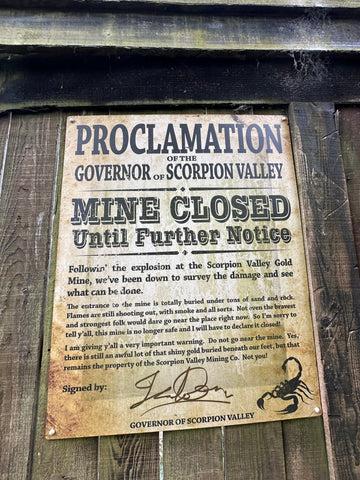 PROCLAMATION
OF THE
GOVERNOR OF SCORPION VALLEY
MINE CLOSED
Until Further Notice
Followin' the explosion at the Scorpion Valley Gold
Mine, we've been down to survey the damage and see
what can be done.
The entrance to the mine is totally buried under tons of sand and rock.
Flames are still shooting out, with smoke and all sorts. Not even the bravest
and strongest folk would dare go near the place right now. So I'm sorry to
tell y'all, this mine is no longer safe and I will have to declare it closed!
I am giving y'all a very important warning. Do not go near the mine. Yes,
there is still an awful lot of that shiny gold buried beneath our feet, but that
remains the property of the Scorpion Valley Mining Co. Not you!
Signed by:
GOVERNOR OF SCORPION VALLEY